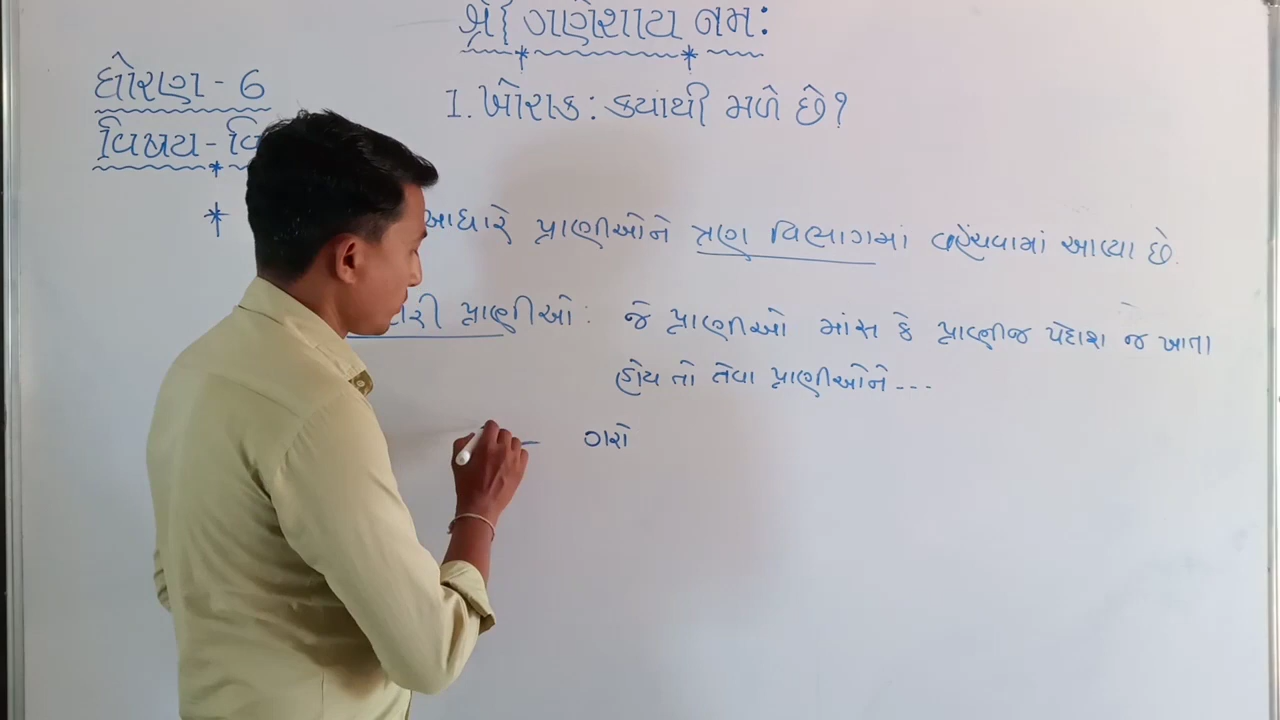 શ્રી ગણેશાય નમ:
ધોરણ - 6
1. ખોરાક : ક્યાંથી મળે છે?
વિષય - વિ
* આધારે પ્રાણીઓને ત્રણ વિભાગમાં વહેંચવામાં આવ્યા છે.
પ્રાણીઓ : જે પ્રાણીઓ માંસ કે પ્રાણીજ પેદાશ જ ખાતા
હોય તો તેવા પ્રાણીઓને ---
ગરો